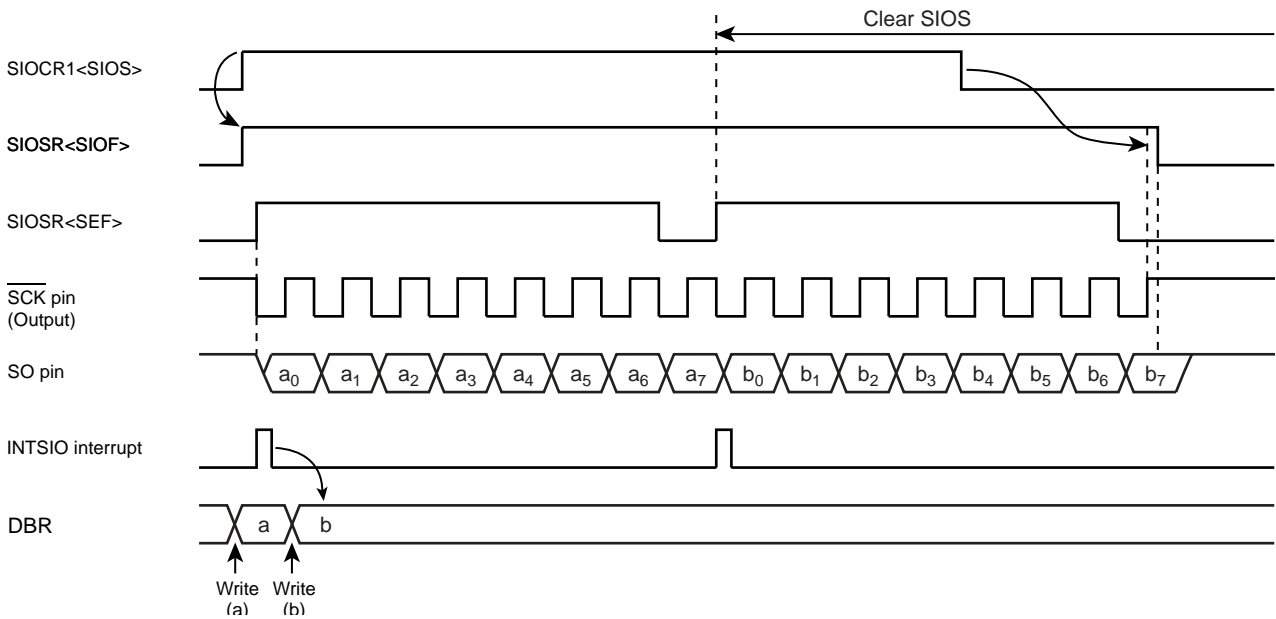 Clear SIOS
SIOCR1<SIOS>
SIOSR<SIOF>
SIOSR<SEF>
SCK pin
(Output)
SO pin
a0 a1 a2 a3 a4 a5 a6 a7 b0 b1 b2 b3 b4 b5 b6 b7
INTSIO interrupt
DBR
a b
Write Write
(a) (b)